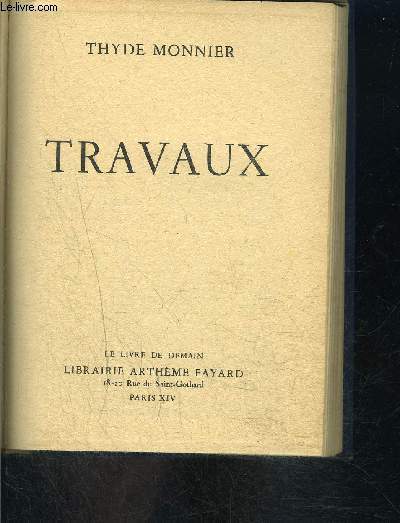 Le-livre.com
THYDE MONNIER
TRAVAUX
LE LIVRE DE DEMAIN
LIBRAIRIE ARTHÈME FAYARD
18-20 Rue du Saint-Gothard
PARIS XIV